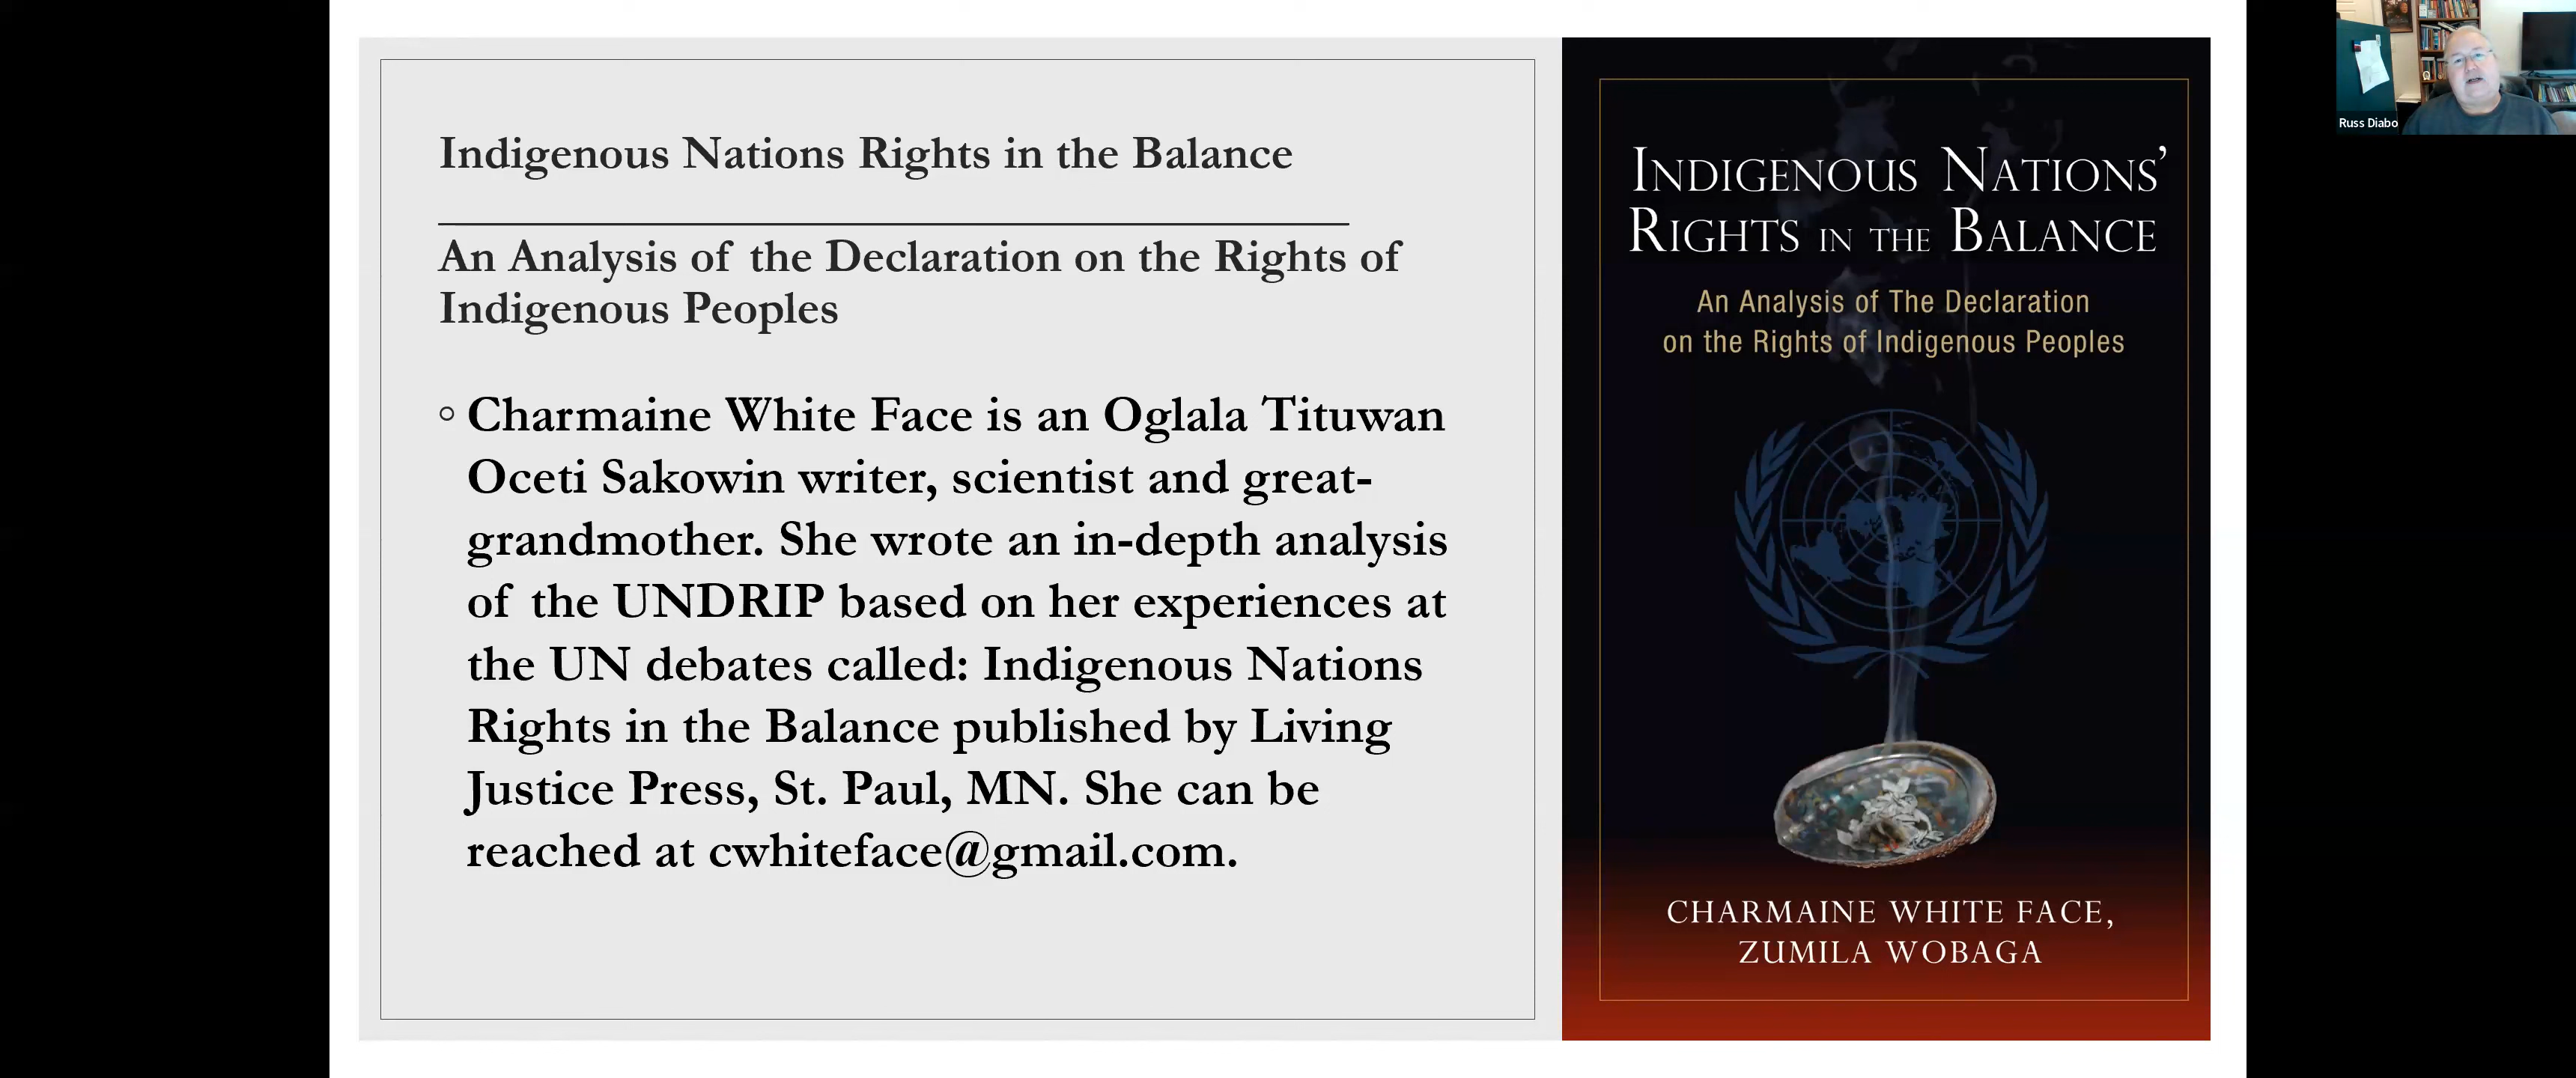 Indigenous Nations Rights in the Balance
An Analysis of the Declaration on the Rights of
Indigenous Peoples
Charmaine White Face is an Oglala Tituwan
Oceti Sakowin writer, scientist and great-
grandmother. She wrote an in-depth analysis
of the UNDRIP based on her experiences at
the UN debates called: Indigenous Nations
Rights in the Balance published by Living
Justice Press, St. Paul, MN. She can be
reached at cwhiteface@gmail.com.
INDIGENOUS NATIONS’
RIGHTS IN THE BALANCE
An Analysis of The Declaration
on the Rights of Indigenous Peoples
CHARMAINE WHITE FACE,
ZUMILA WOBAGA
Russ Diabo